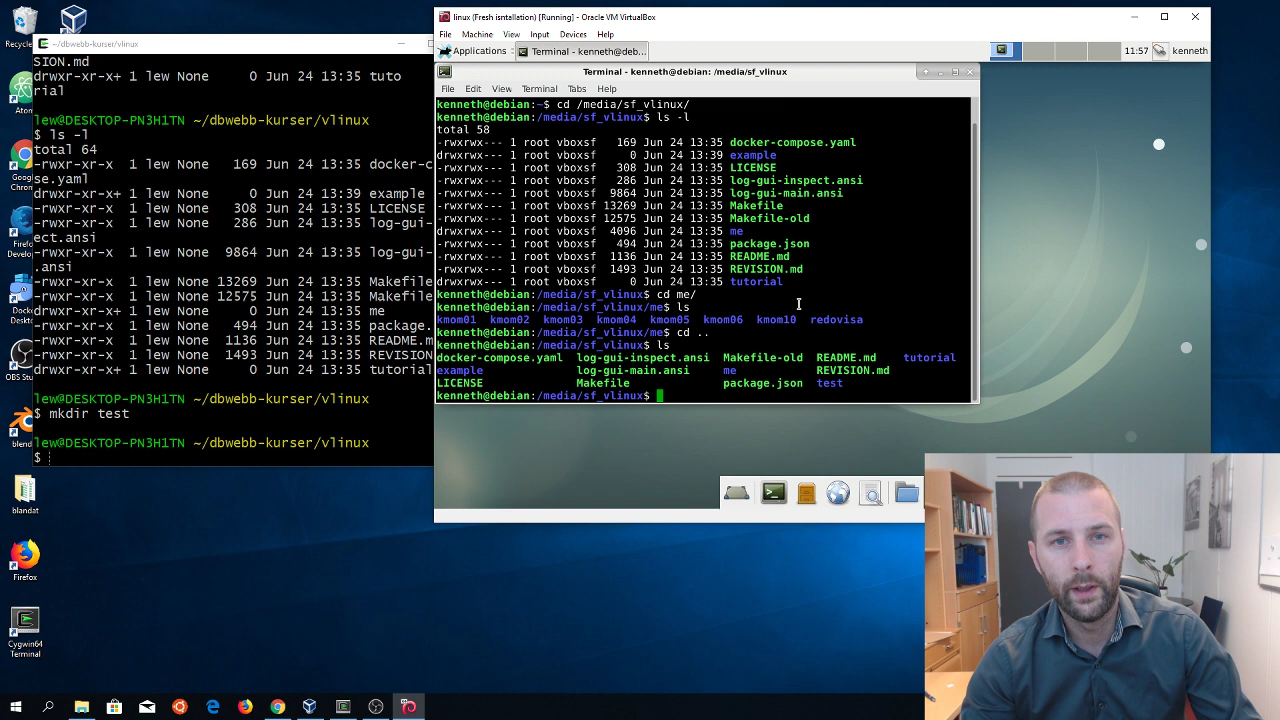 Recycle
Atom
Google
Chrom
Firefo
Devel
Docke
Deskto
OBS Stu
blend
blandat
Firefox
Cygwin64
Terminal
~/dbwebb-kurser/vlinux
SION.md
drwxr-xr-x+ 1 lew None 0 Jun 24 13:35 tuto
rial
lew@DESKTOP-PN3H1TN ~/dbwebb-kurser/vlinux
$ ls -l
total 64
-rwxr-xr-x 1 lew None 169 Jun 24 13:35 docker-c
se.yaml
drwxr-xr-x+ 1 lew None 0 Jun 24 13:39 example
-rwxr-xr-x 1 lew None 308 Jun 24 13:35 LICENSE
-rwxr-xr-x 1 lew None 286 Jun 24 13:35 log-gui-
ect.ansi
-rwxr-xr-x 1 lew None 9864 Jun 24 13:35 log-gui-
.ansi
-rwxr-xr-x 1 lew None 13269 Jun 24 13:35 Makefile
-rwxr-xr-x 1 lew None 12575 Jun 24 13:35 Makefile
drwxr-xr-x+ 1 lew None 0 Jun 24 13:35 me
-rwxr-xr-x 1 lew None 494 Jun 24 13:35 package.
-rwxr-xr-x 1 lew None 1136 Jun 24 13:35 README.m
-rwxr-xr-x 1 lew None 1493 Jun 24 13:35 REVISION
drwxr-xr-x+ 1 lew None 0 Jun 24 13:35 tutorial
lew@DESKTOP-PN3H1TN ~/dbwebb-kurser/vlinux
$ mkdir test
lew@DESKTOP-PN3H1TN ~/dbwebb-kurser/vlinux
$
linux (Fresh isntallation) [Running] - Oracle VM VirtualBox
File Machine View Input Devices Help
Applications Terminal - kenneth@deb... 11:57 kenneth
Terminal - kenneth@debian: /media/sf_vlinux
File Edit View Terminal Tabs Help
kenneth@debian:~$ cd /media/sf_vlinux/
kenneth@debian:/media/sf_vlinux$ ls -l
total 58
-rwxrwx--- 1 root vboxsf 169 Jun 24 13:35 docker-compose.yaml
drwxrwx--- 1 root vboxsf 0 Jun 24 13:39 example
-rwxrwx--- 1 root vboxsf 308 Jun 24 13:35 LICENSE
-rwxrwx--- 1 root vboxsf 286 Jun 24 13:35 log-gui-inspect.ansi
-rwxrwx--- 1 root vboxsf 9864 Jun 24 13:35 log-gui-main.ansi
-rwxrwx--- 1 root vboxsf 13269 Jun 24 13:35 Makefile
-rwxrwx--- 1 root vboxsf 12575 Jun 24 13:35 Makefile-old
drwxrwx--- 1 root vboxsf 4096 Jun 24 13:35 me
-rwxrwx--- 1 root vboxsf 494 Jun 24 13:35 package.json
-rwxrwx--- 1 root vboxsf 1136 Jun 24 13:35 README.md
-rwxrwx--- 1 root vboxsf 1493 Jun 24 13:35 REVISION.md
drwxrwx--- 1 root vboxsf 0 Jun 24 13:35 tutorial
kenneth@debian:/media/sf_vlinux$ cd me/
kenneth@debian:/media/sf_vlinux/me$ ls
kmom01 kmom02 kmom03 kmom04 kmom05 kmom06 kmom10 redovisa
kenneth@debian:/media/sf_vlinux/me$ cd ..
kenneth@debian:/media/sf_vlinux$ ls
docker-compose.yaml log-gui-inspect.ansi Makefile-old README.md tutorial
example log-gui-main.ansi me REVISION.md
LICENSE Makefile package.json test
kenneth@debian:/media/sf_vlinux$